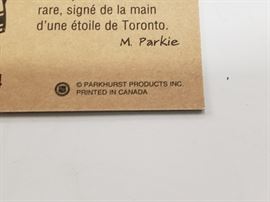 rare, signé de la main
d'une étoile de Toronto.
M. Parkie
© PARKHURST PRODUCTS INC.
PRINTED IN CANADA